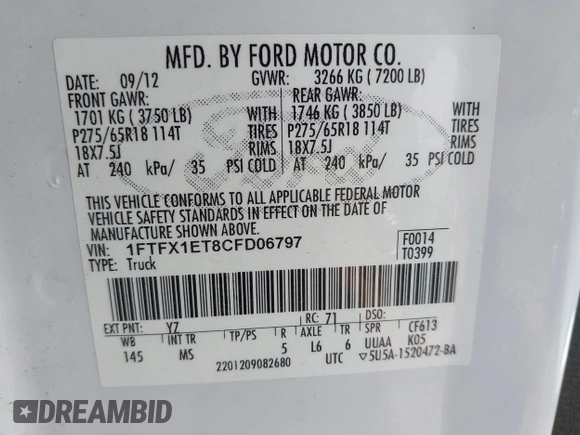 MFD. BY FORD MOTOR CO.
DATE: 09/12 GVWR: 3266 KG ( 7200 LB)
FRONT GAWR: REAR GAWR:
1701 KG ( 3750 LB) WITH 1746 KG ( 3850 LB) WITH
P275/65R18 114T TIRES P275/65R18 114T TIRES
18X7.5J RIMS 18X7.5J RIMS
AT 240 kPa/ 35 PSI COLD AT 240 kPa/ 35 PSI COLD
Ford
THIS VEHICLE CONFORMS TO ALL APPLICABLE FEDERAL MOTOR
VEHICLE SAFETY STANDARDS IN EFFECT ON THE DATE OF
MANUFACTURE SHOWN ABOVE.
VIN: 1FTFX1ET8CFD06797 F0014
TYPE: Truck T0399
EXT PNT: YZ RC: 71 DSO:
WB INT TR TP/PS R AXLE TR SPR CF613
145 MS 5 L6 6 UUAA K05
2201209082680 UTC ▽5U5A-1520472-BA
DREAMBID